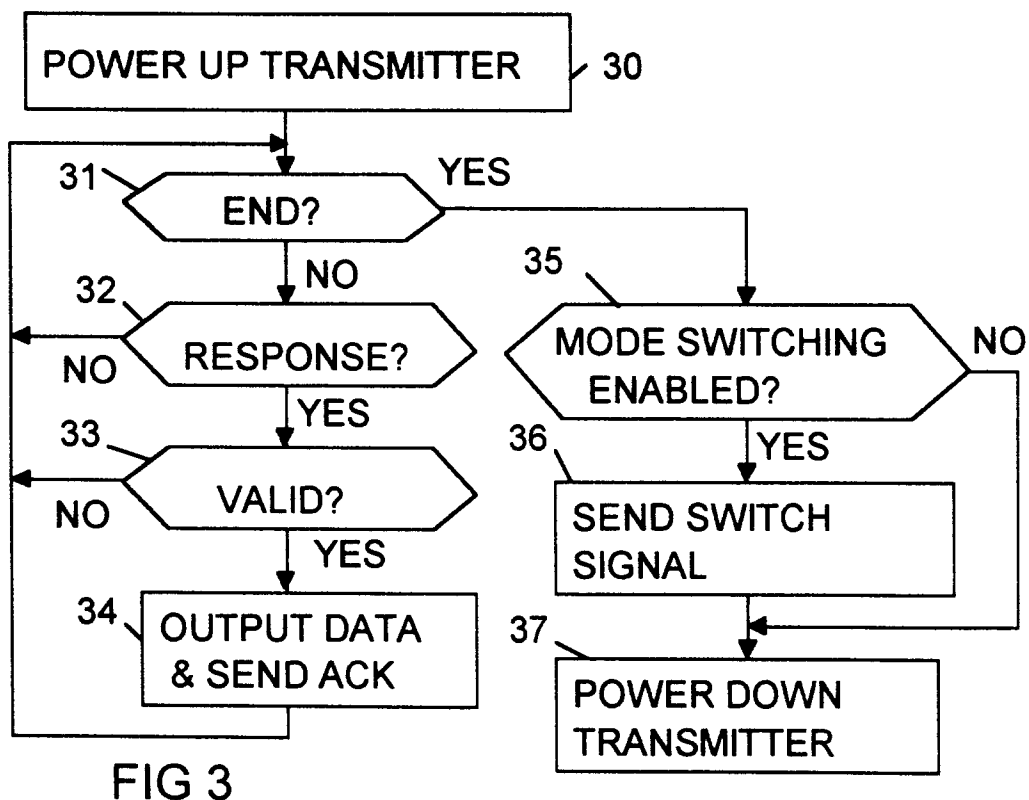 POWER UP TRANSMITTER
30
31
END?
YES
NO
32
RESPONSE?
NO
YES
33
VALID?
NO
YES
34
OUTPUT DATA
& SEND ACK
35
MODE SWITCHING
ENABLED?
NO
YES
36
SEND SWITCH
SIGNAL
37
POWER DOWN
TRANSMITTER
FIG 3